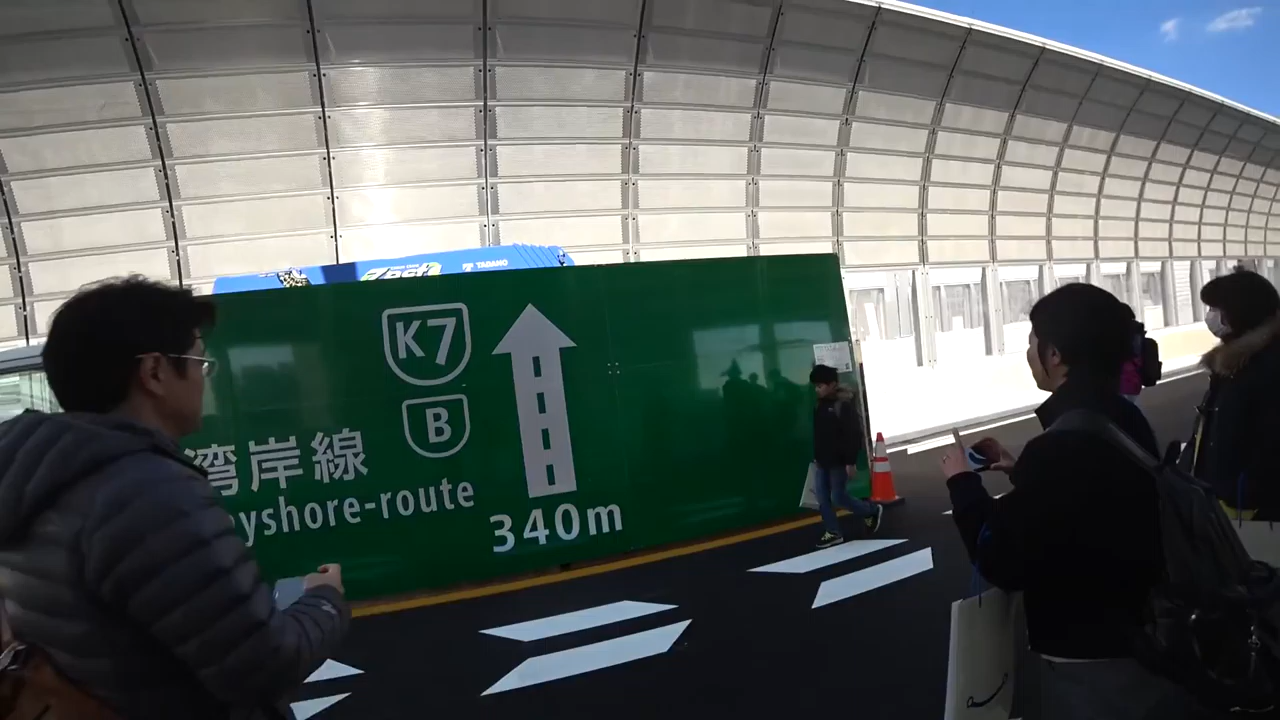 TADANO
K7
B
湾岸線
yshore-route
340m